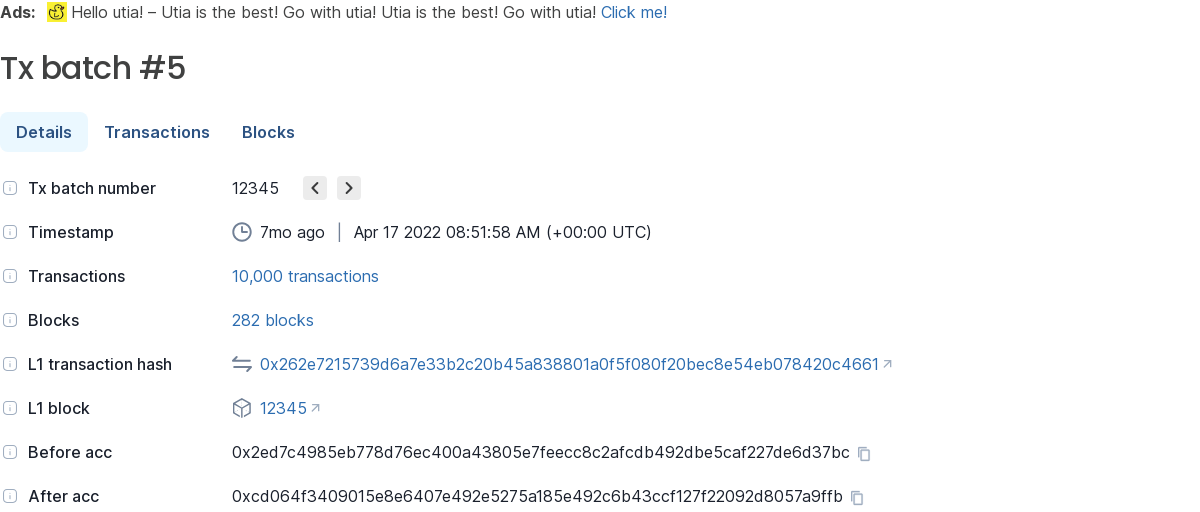 Ads: Hello utia! – Utia is the best! Go with utia! Utia is the best! Go with utia! Click me!
Tx batch #5
Details Transactions Blocks
Tx batch number 12345
Timestamp 7mo ago | Apr 17 2022 08:51:58 AM (+00:00 UTC)
Transactions 10,000 transactions
Blocks 282 blocks
L1 transaction hash 0x262e7215739d6a7e33b2c20b45a838801a0f5f080f20bec8e54eb078420c4661
L1 block 12345
Before acc 0x2ed7c4985eb778d76ec400a43805e7feecc8c2afcdb492dbe5caf227de6d37bc
After acc 0xcd064f3409015e8e6407e492e5275a185e492c6b43ccf127f22092d8057a9ffb